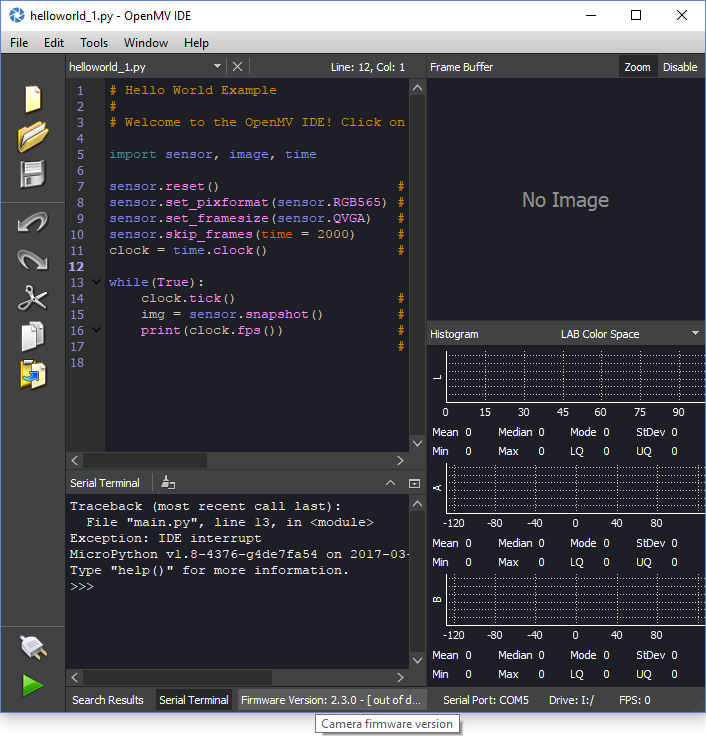 helloworld_1.py - OpenMV IDE
File Edit Tools Window Help
helloworld_1.py Line: 12, Col: 1
1 # Hello World Example
2 #
3 # Welcome to the OpenMV IDE! Click on
4
5 import sensor, image, time
6
7 sensor.reset() #
8 sensor.set_pixformat(sensor.RGB565) #
9 sensor.set_framesize(sensor.QVGA) #
10 sensor.skip_frames(time = 2000) #
11 clock = time.clock() #
12
13 while(True):
14 clock.tick() #
15 img = sensor.snapshot() #
16 print(clock.fps()) #
17 #
18
Serial Terminal
Traceback (most recent call last):
File "main.py", line 13, in <module>
Exception: IDE interrupt
MicroPython v1.8-4376-g4de7fa54 on 2017-03-
Type "help()" for more information.
>>>
Frame Buffer Zoom Disable
No Image
Histogram LAB Color Space
L
0 15 30 45 60 75 90
Mean 0 Median 0 Mode 0 StDev 0
Min 0 Max 0 LQ 0 UQ 0
A
-120 -80 -40 0 40 80
Mean 0 Median 0 Mode 0 StDev 0
Min 0 Max 0 LQ 0 UQ 0
B
-120 -80 -40 0 40 80
Mean 0 Median 0 Mode 0 StDev 0
Min 0 Max 0 LQ 0 UQ 0
Search Results Serial Terminal Firmware Version: 2.3.0 - [ out of d... Serial Port: COM5 Drive: I:/ FPS: 0
Camera firmware version